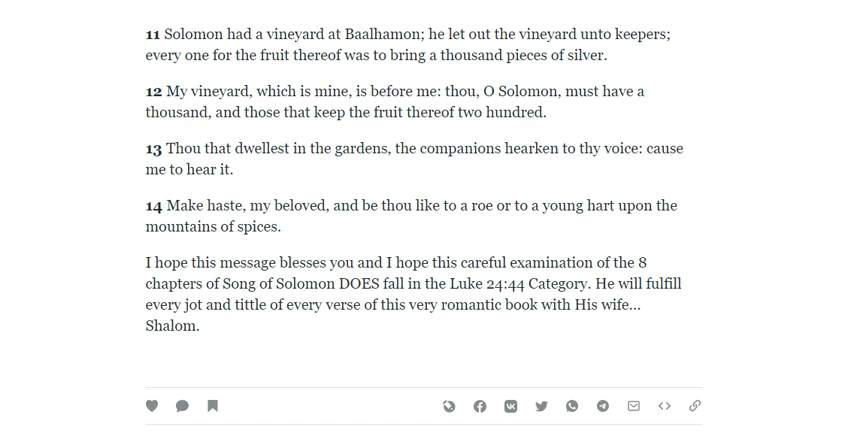 11 Solomon had a vineyard at Baalhamon; he let out the vineyard unto keepers;
every one for the fruit thereof was to bring a thousand pieces of silver.
12 My vineyard, which is mine, is before me: thou, O Solomon, must have a
thousand, and those that keep the fruit thereof two hundred.
13 Thou that dwellest in the gardens, the companions hearken to thy voice: cause
me to hear it.
14 Make haste, my beloved, and be thou like to a roe or to a young hart upon the
mountains of spices.
I hope this message blesses you and I hope this careful examination of the 8
chapters of Song of Solomon DOES fall in the Luke 24:44 Category. He will fulfill
every jot and tittle of every verse of this very romantic book with His wife...
Shalom.